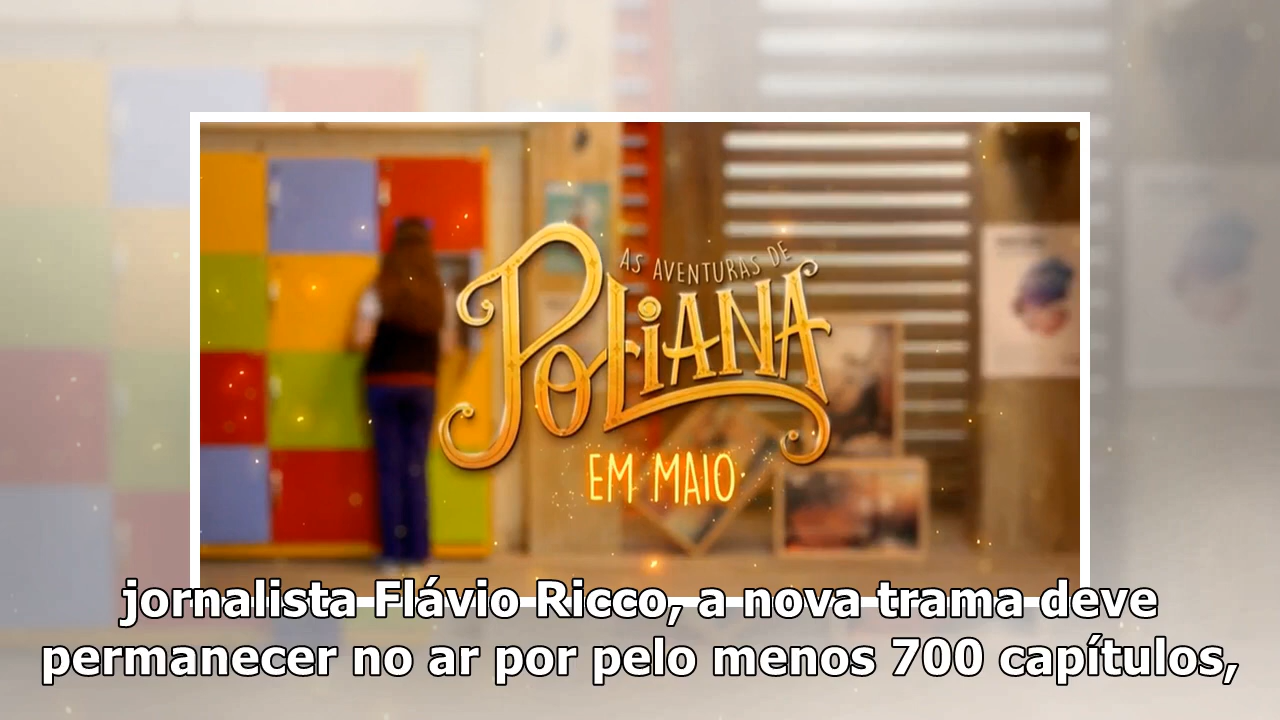 AS AVENTURAS DE
POLIANA
EM MAIO
jornalista Flávio Ricco, a nova trama deve
permanecer no ar por pelo menos 700 capítulos,